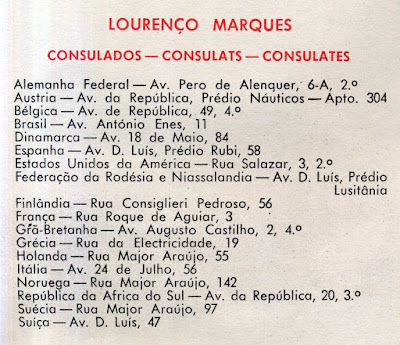 LOURENÇO MARQUES
CONSULADOS — CONSULATS — CONSULATES
Alemanha Federal — Av. Pero de Alenquer, 6-A, 2.º
Austria — Av. da República, Prédio Náuticos — Apto. 304
Bélgica — Av. de República, 49, 4.º
Brasil — Av. António Enes, 11
Dinamarca — Av. 18 de Maio, 84
Espanha — Av. D. Luís, Prédio Rubi, 58
Estados Unidos da América — Rua Salazar, 3, 2.º
Federação da Rodésia e Niassalandia — Av. D. Luís, Prédio
Lusitânia
Finlândia — Rua Consiglieri Pedroso, 56
França — Rua Roque de Aguiar, 3
Grã-Bretanha — Av. Augusto Castilho, 2, 4.º
Grécia — Rua da Electricidade, 19
Holanda — Rua Major Araújo, 55
Itália — Av. 24 de Julho, 56
Noruega — Rua Major Araújo, 142
República da Africa do Sul — Av. da República, 20, 3.º
Suécia — Rua Major Araújo, 97
Suíça — Av. D. Luís, 47